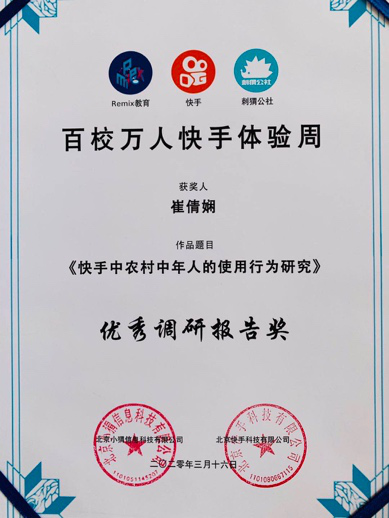 Remix教育
快手
刺猬公社
百校万人快手体验周
获奖人
崔倩娴
作品题目
《快手中农村中年人的使用行为研究》
优秀调研报告奖
北京小猬信息科技有限公司
北京快手科技有限公司
二〇二零年三月十六日